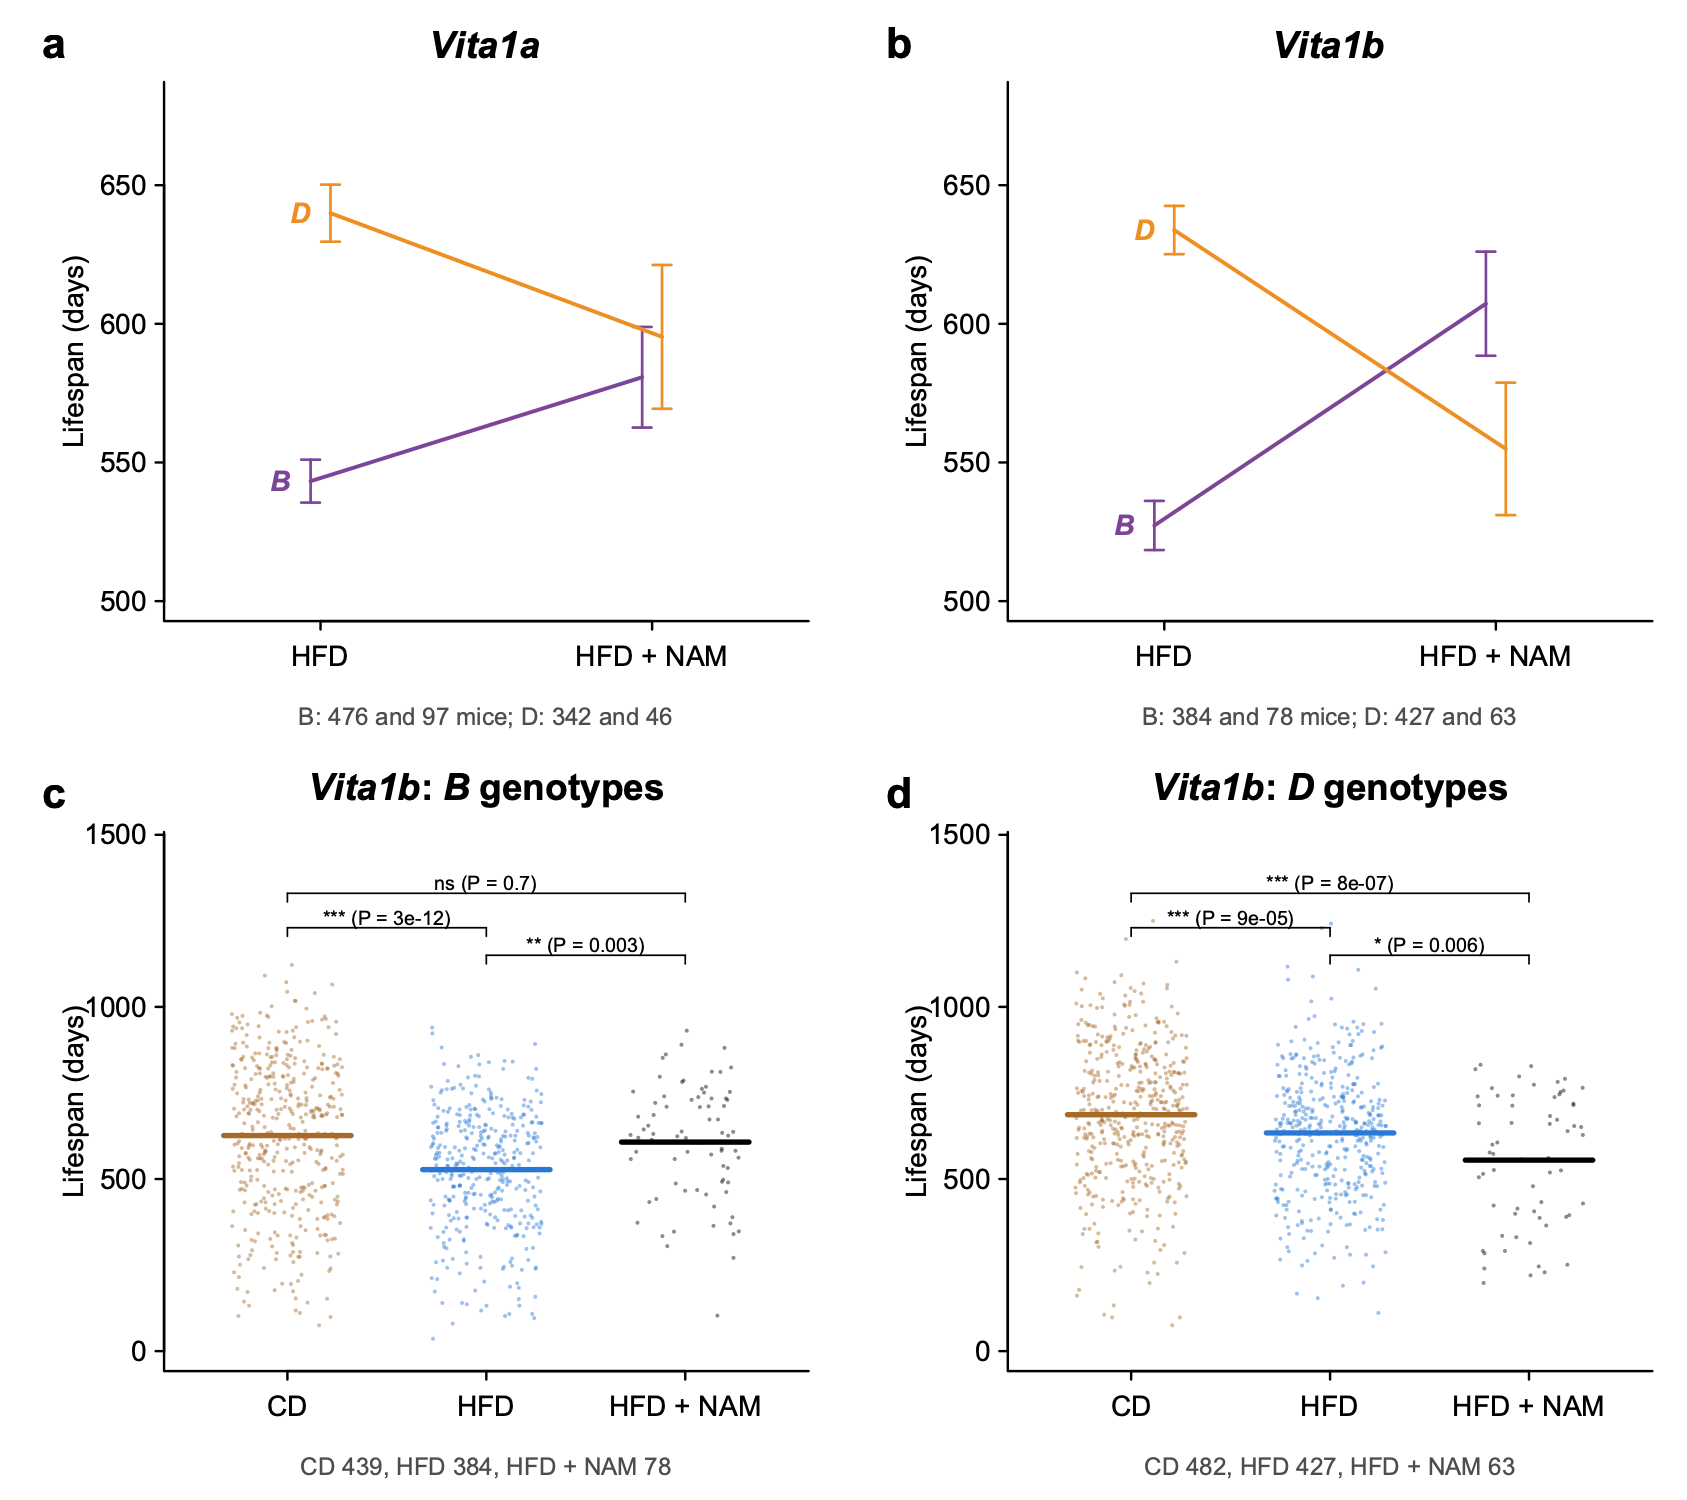 a
Vita1a
650
600
550
500
Lifespan (days)
D
B
HFD
HFD + NAM
B: 476 and 97 mice; D: 342 and 46
b
Vita1b
650
600
550
500
Lifespan (days)
D
B
HFD
HFD + NAM
B: 384 and 78 mice; D: 427 and 63
c
Vita1b: B genotypes
1500
1000
500
0
Lifespan (days)
ns (P = 0.7)
*** (P = 3e-12)
** (P = 0.003)
CD
HFD
HFD + NAM
CD 439, HFD 384, HFD + NAM 78
d
Vita1b: D genotypes
1500
1000
500
0
Lifespan (days)
*** (P = 8e-07)
*** (P = 9e-05)
* (P = 0.006)
CD
HFD
HFD + NAM
CD 482, HFD 427, HFD + NAM 63